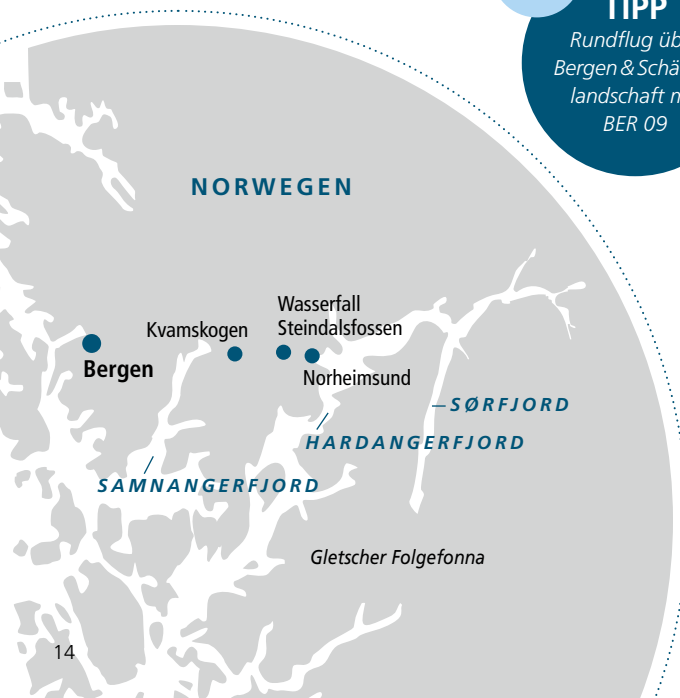 TIPP
Rundflug üb
Bergen & Schä
landschaft m
BER 09
NORWEGEN
Wasserfall
Steindalsfossen
Kvamskogen
Bergen
Norheimsund
SØRFJORD
HARDANGERFJORD
SAMNANGERFJORD
Gletscher Folgefonna
14